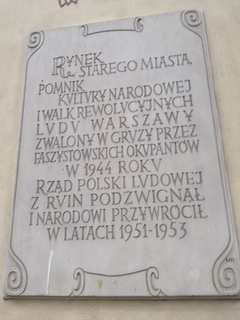 RYNEK
STAREGO MIASTA,
POMNIK
KULTURY NARODOWEJ
I WALK REWOLUCYJNYCH
LUDU WARSZAWY
ZWALONY W GRUZY PRZEZ
FASZYSTOWSKICH OKUPANTÓW
W 1944 ROKU
RZĄD POLSKI LUDOWEJ
Z RUIN PODŹWIGNĄŁ
I NARODOWI PRZYWRÓCIŁ
W LATACH 1951-1953